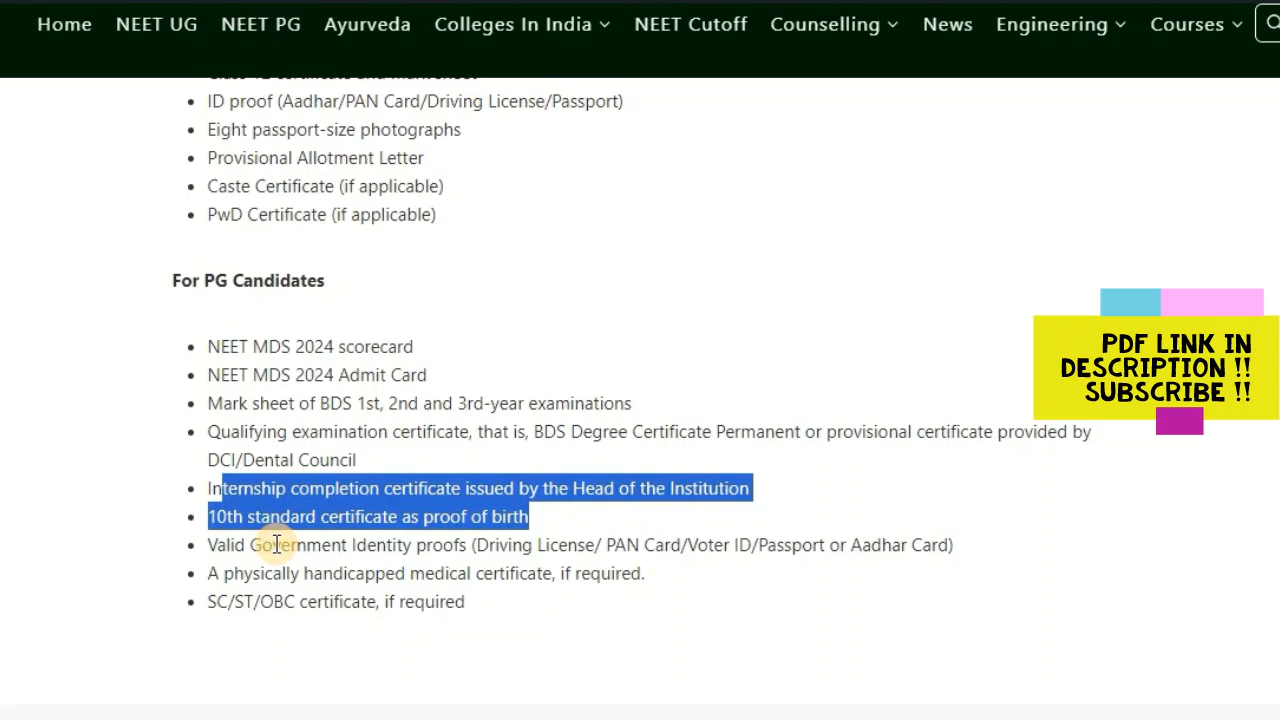 Home NEET UG NEET PG Ayurveda Colleges In India NEET Cutoff Counselling News Engineering Courses
ID proof (Aadhar/PAN Card/Driving License/Passport)
Eight passport-size photographs
Provisional Allotment Letter
Caste Certificate (if applicable)
PwD Certificate (if applicable)
For PG Candidates
NEET MDS 2024 scorecard
NEET MDS 2024 Admit Card
Mark sheet of BDS 1st, 2nd and 3rd-year examinations
Qualifying examination certificate, that is, BDS Degree Certificate Permanent or provisional certificate provided by
DCI/Dental Council
Internship completion certificate issued by the Head of the Institution
10th standard certificate as proof of birth
Valid Government Identity proofs (Driving License/ PAN Card/Voter ID/Passport or Aadhar Card)
A physically handicapped medical certificate, if required.
SC/ST/OBC certificate, if required
PDF LINK IN
DESCRIPTION !!
SUBSCRIBE !!